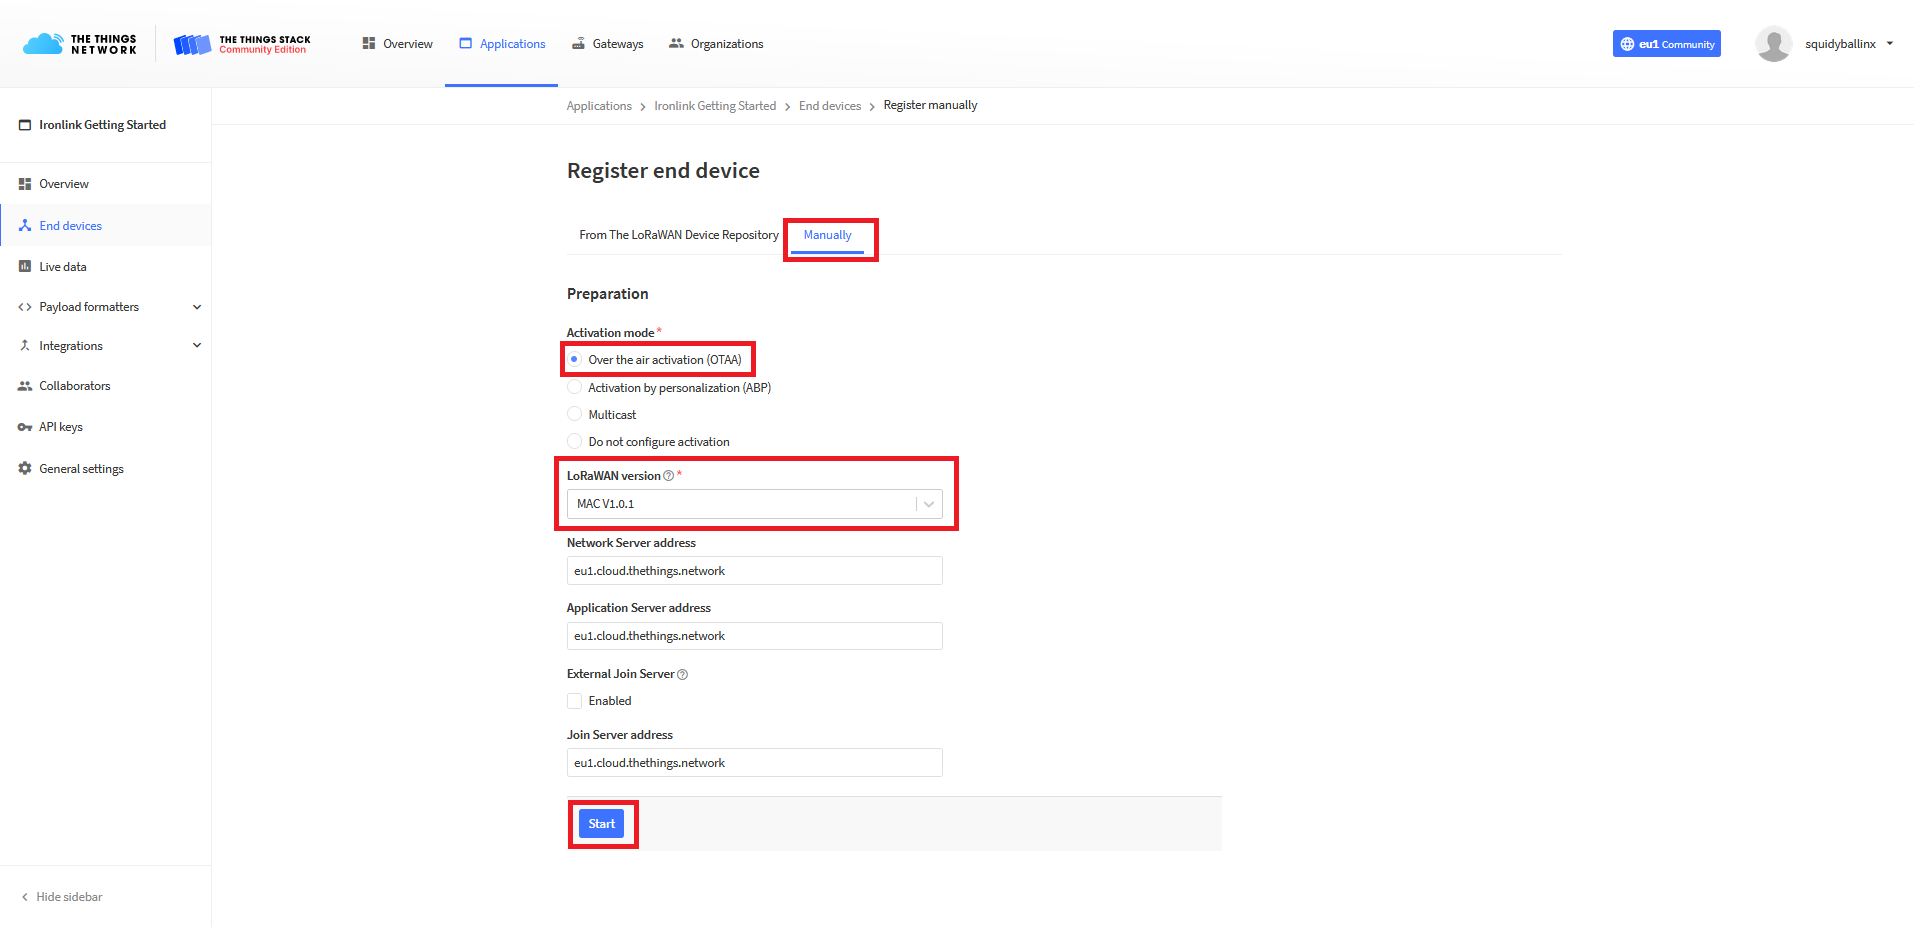 THE THINGS NETWORK
THE THINGS STACK
Community Edition
Overview
Applications
Gateways
Organizations
eu1 Community
squidyballinx
Ironlink Getting Started
Overview
End devices
Live data
Payload formatters
Integrations
Collaborators
API keys
General settings
Hide sidebar
Applications > Ironlink Getting Started > End devices > Register manually
Register end device
From The LoRaWAN Device Repository
Manually
Preparation
Activation mode *
Over the air activation (OTAA)
Activation by personalization (ABP)
Multicast
Do not configure activation
LoRaWAN version ? *
MAC V1.0.1
Network Server address
eu1.cloud.thethings.network
Application Server address
eu1.cloud.thethings.network
External Join Server ?
Enabled
Join Server address
eu1.cloud.thethings.network
Start